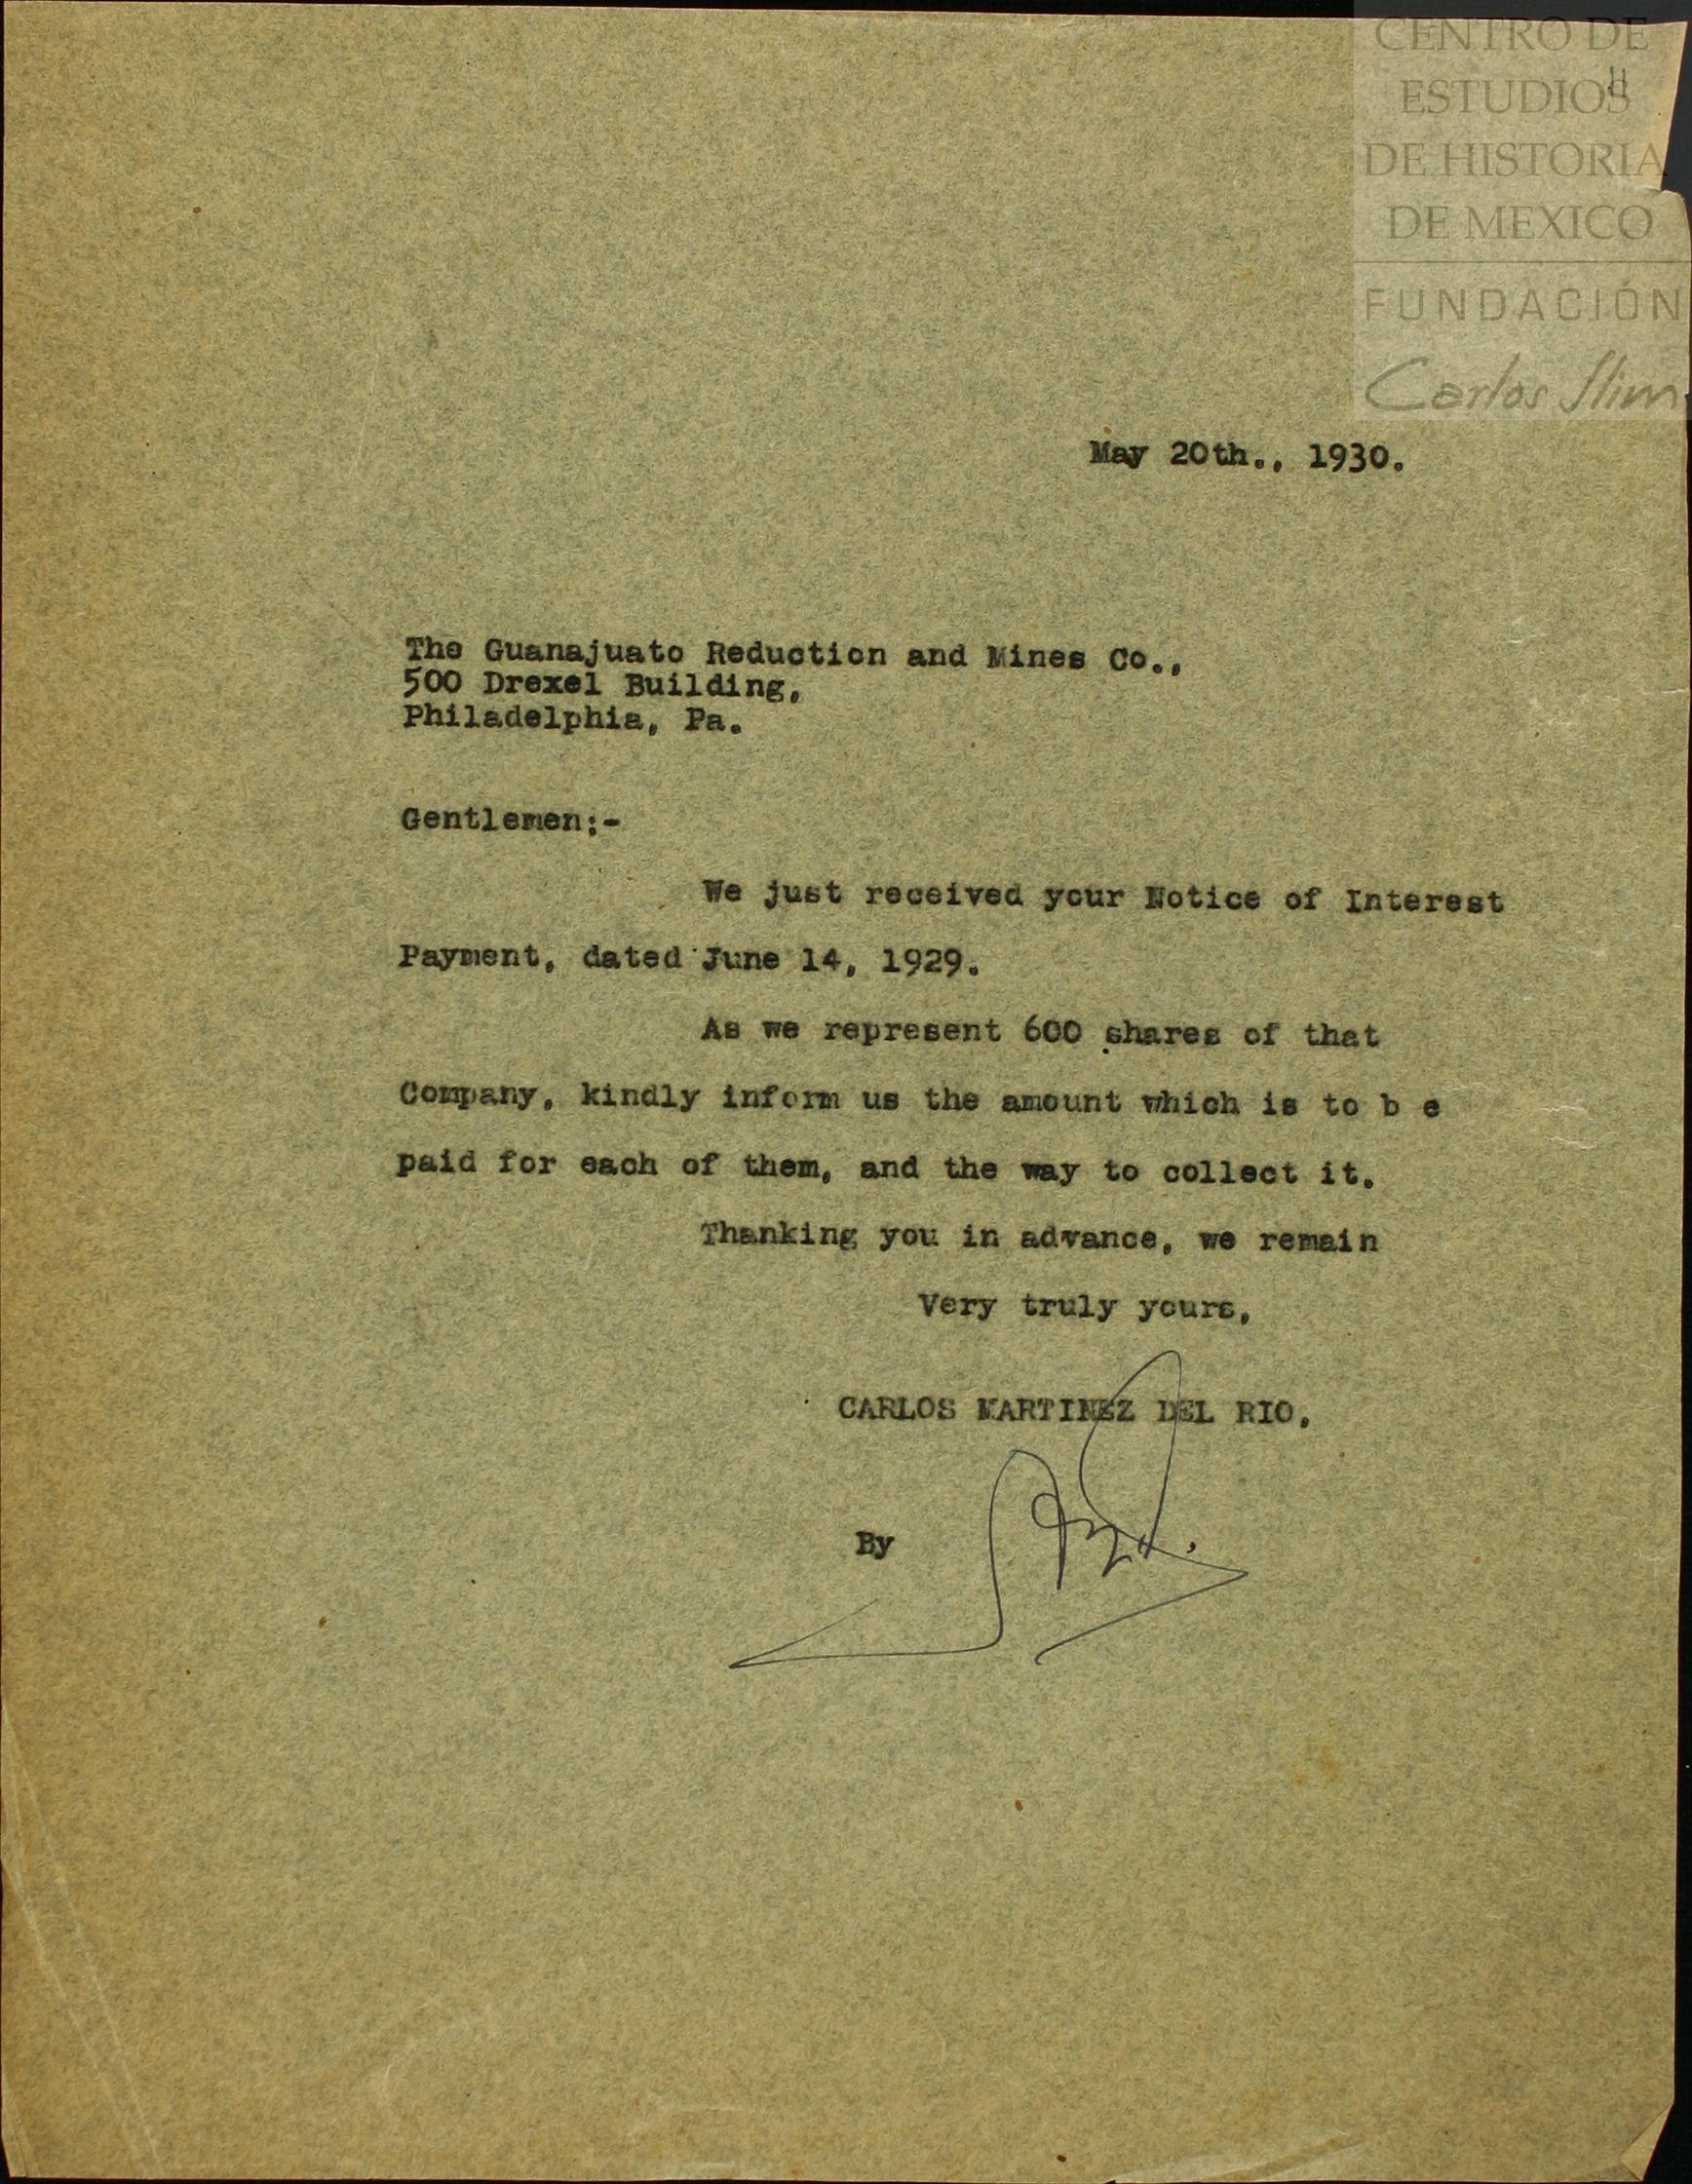 CENTRO DE
ESTUDIOS
DE HISTORIA
DE MEXICO
FUNDACIÓN
Carlos Slim
11
May 20th., 1930.
The Guanajuato Reduction and Mines Co.,
500 Drexel Building,
Philadelphia, Pa.
Gentlemen:-
We just received your Notice of Interest
Payment, dated June 14, 1929.
As we represent 600 shares of that
Company, kindly inform us the amount which is to b e
paid for each of them, and the way to collect it.
Thanking you in advance, we remain
Very truly yours,
CARLOS MARTINEZ DEL RIO.
By